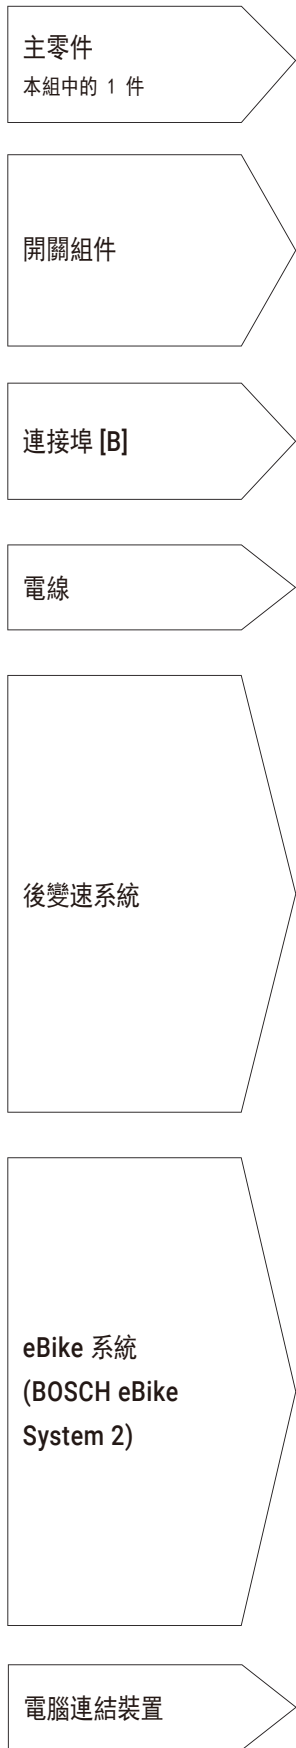 主零件
本組中的 1 件
開關組件
連接埠 [B]
電線
後變速系統
eBike 系統
(BOSCH eBike
System 2)
電腦連結裝置